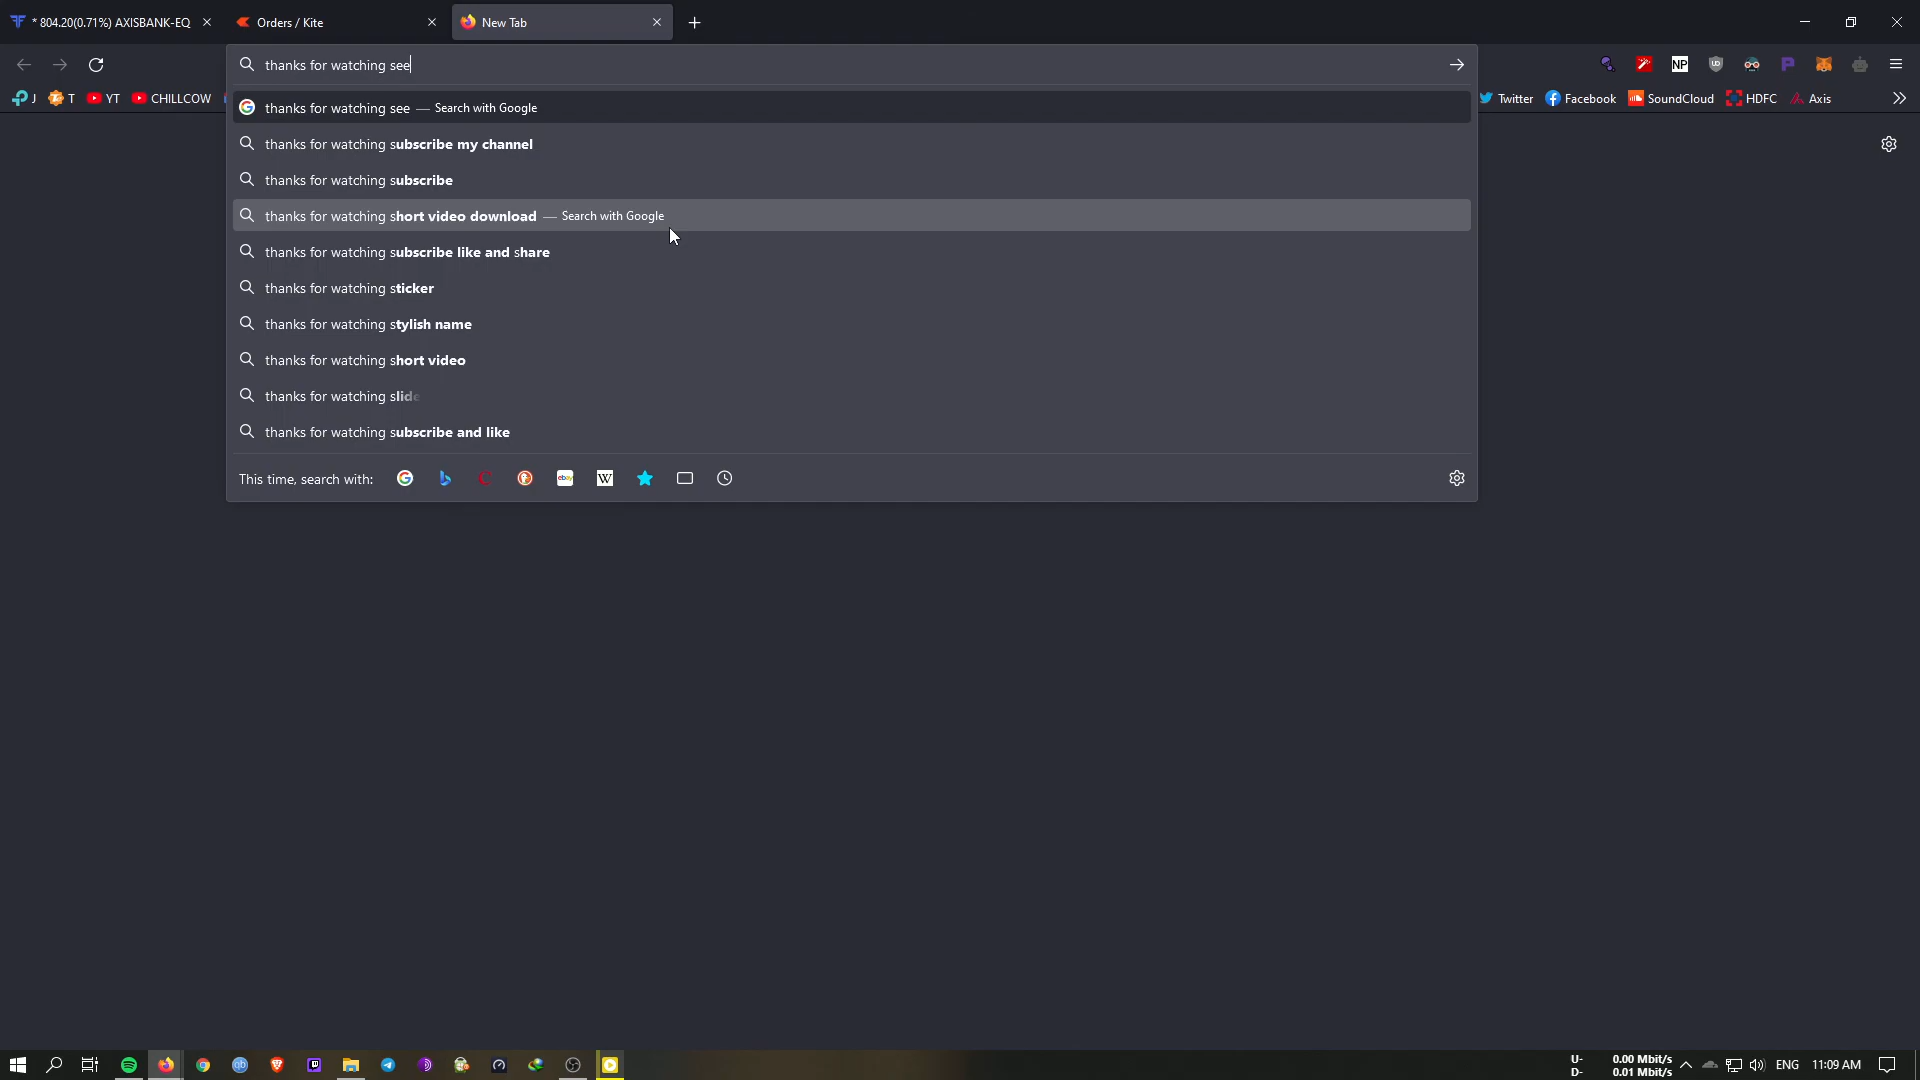 * 804.20(0.71%) AXISBANK-EQ
Orders / Kite
New Tab
thanks for watching see
NP
J
T
YT
CHILLCOW
Twitter
Facebook
SoundCloud
HDFC
Axis
thanks for watching see — Search with Google
thanks for watching subscribe my channel
thanks for watching subscribe
thanks for watching short video download — Search with Google
thanks for watching subscribe like and share
thanks for watching sticker
thanks for watching stylish name
thanks for watching short video
thanks for watching slide
thanks for watching subscribe and like
This time, search with:
ebay
W
U- 0.00 Mbit/s
D- 0.01 Mbit/s
ENG
11:09 AM